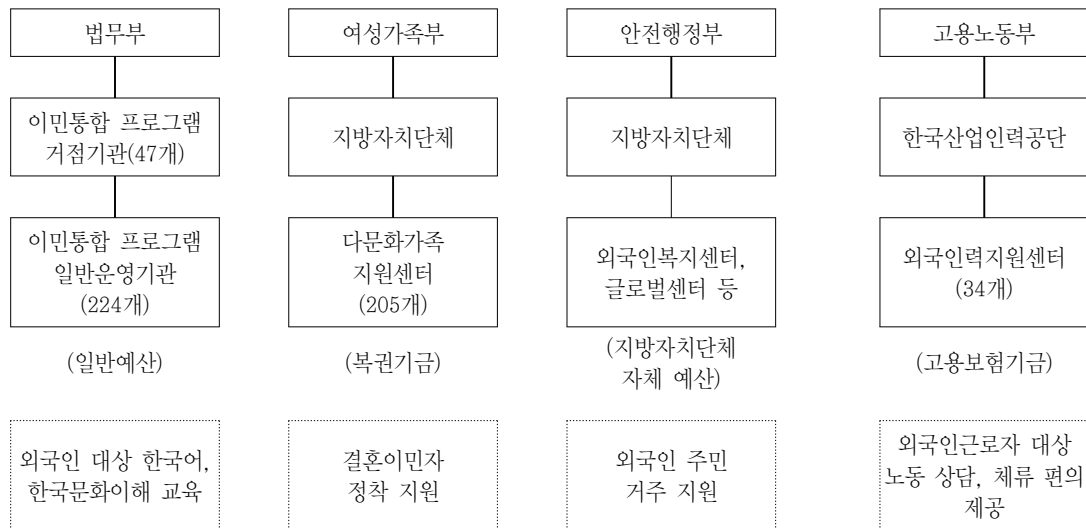 법무부
여성가족부
안전행정부
고용노동부
이민통합 프로그램
거점기관(47개)
지방자치단체
지방자치단체
한국산업인력공단
이민통합 프로그램
일반운영기관
(224개)
다문화가족
지원센터
(205개)
외국인복지센터,
글로벌센터 등
외국인력지원센터
(34개)
(일반예산)
(복권기금)
(지방자치단체
자체 예산)
(고용보험기금)
외국인 대상 한국어,
한국문화이해 교육
결혼이민자
정착 지원
외국인 주민
거주 지원
외국인근로자 대상
노동 상담, 체류 편의
제공